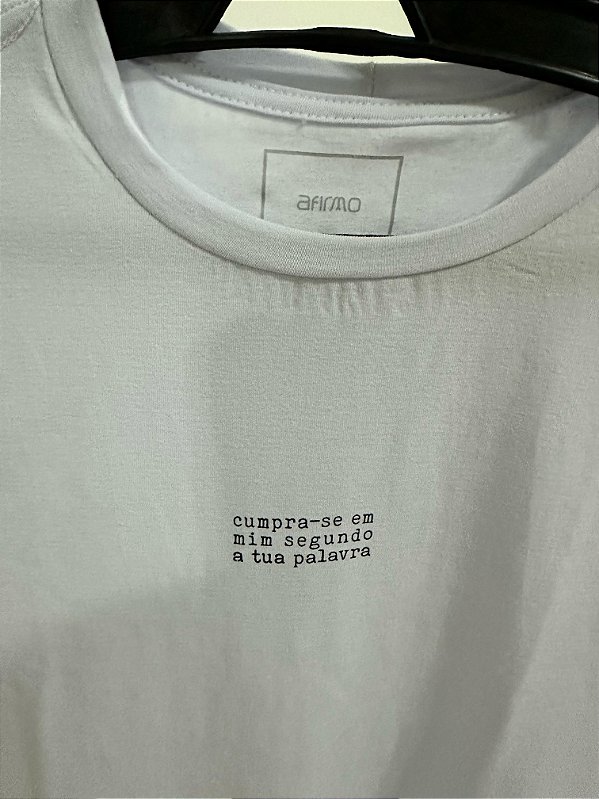 AFIRMO
cumpra-se em
mim segundo
a tua palavra